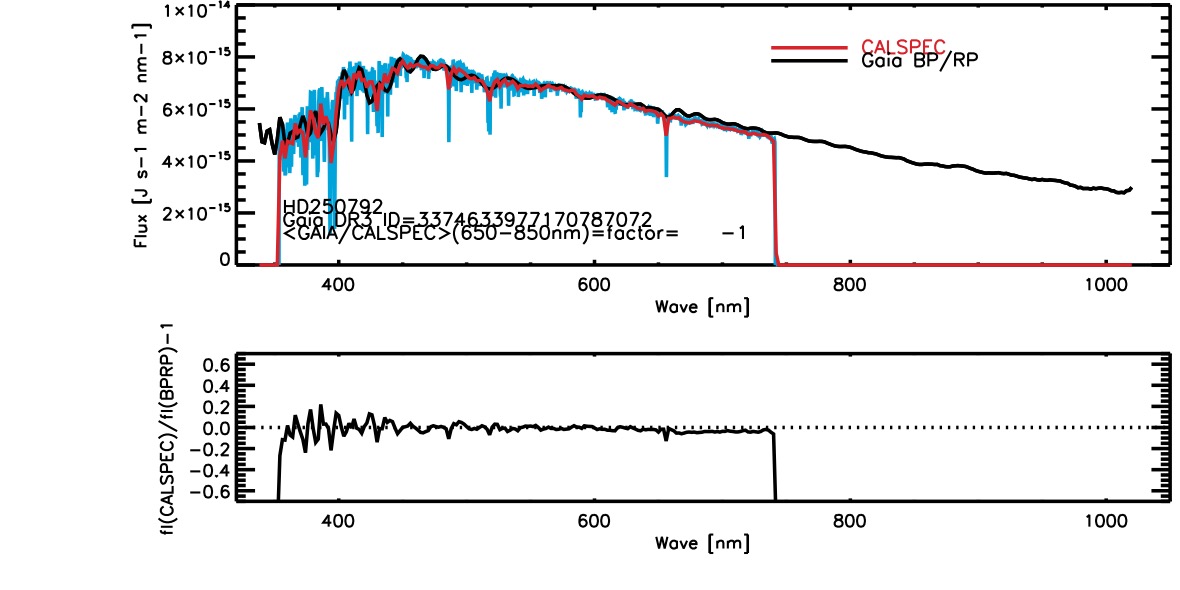 1×10−14
8×10−15
6×10−15
4×10−15
2×10−15
0
Flux [J s−1 m−2 nm−1]
CALSPEC
Gaia BP/RP
HD250792
Gaia DR3 ID=3374633977170787072
<GAIA/CALSPEC>(650−850nm)=factor= −1
400 600 800 1000
Wave [nm]
fl(CALSPEC)/fl(BPRP)−1
0.6
0.4
0.2
0.0
−0.2
−0.4
−0.6
400 600 800 1000
Wave [nm]